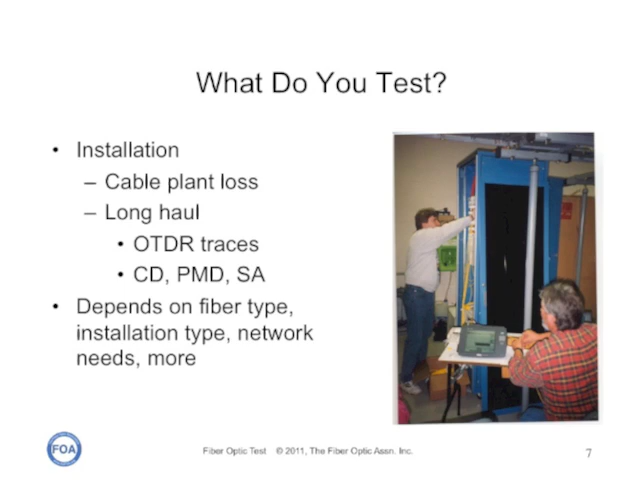 What Do You Test?
• Installation
– Cable plant loss
– Long haul
• OTDR traces
• CD, PMD, SA
• Depends on fiber type,
installation type, network
needs, more
FOA
Fiber Optic Test © 2011, The Fiber Optic Assn. Inc.
7